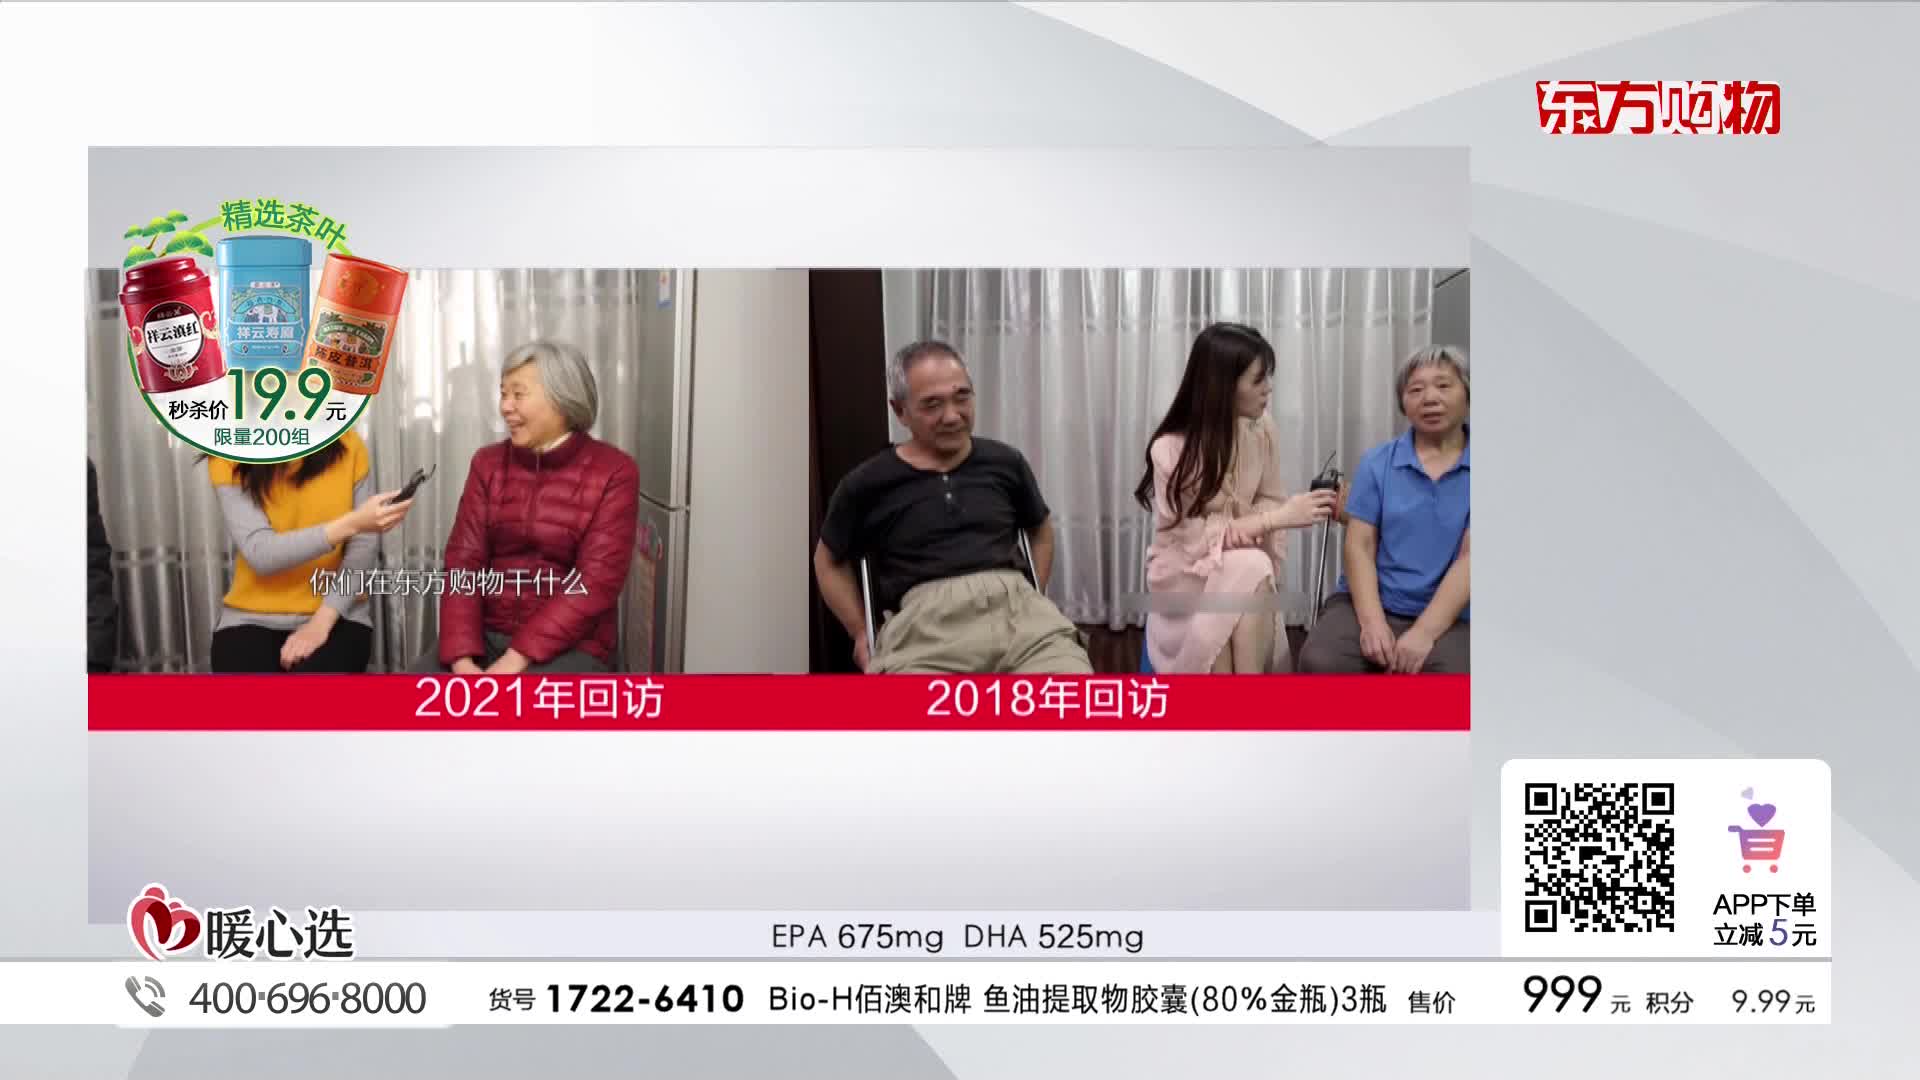 东方购物
精选茶叶
祥云滇红
祥云寿眉
陈皮普洱
秒杀价19.9元
限量200组
你们在东方购物干什么
2021年回访
2018年回访
APP下单
立减5元
暖心选
EPA 675mg DHA 525mg
400·696·8000
货号 1722-6410 Bio-H佰澳和牌 鱼油提取物胶囊(80%金瓶)3瓶 售价 999元 积分 9.99元